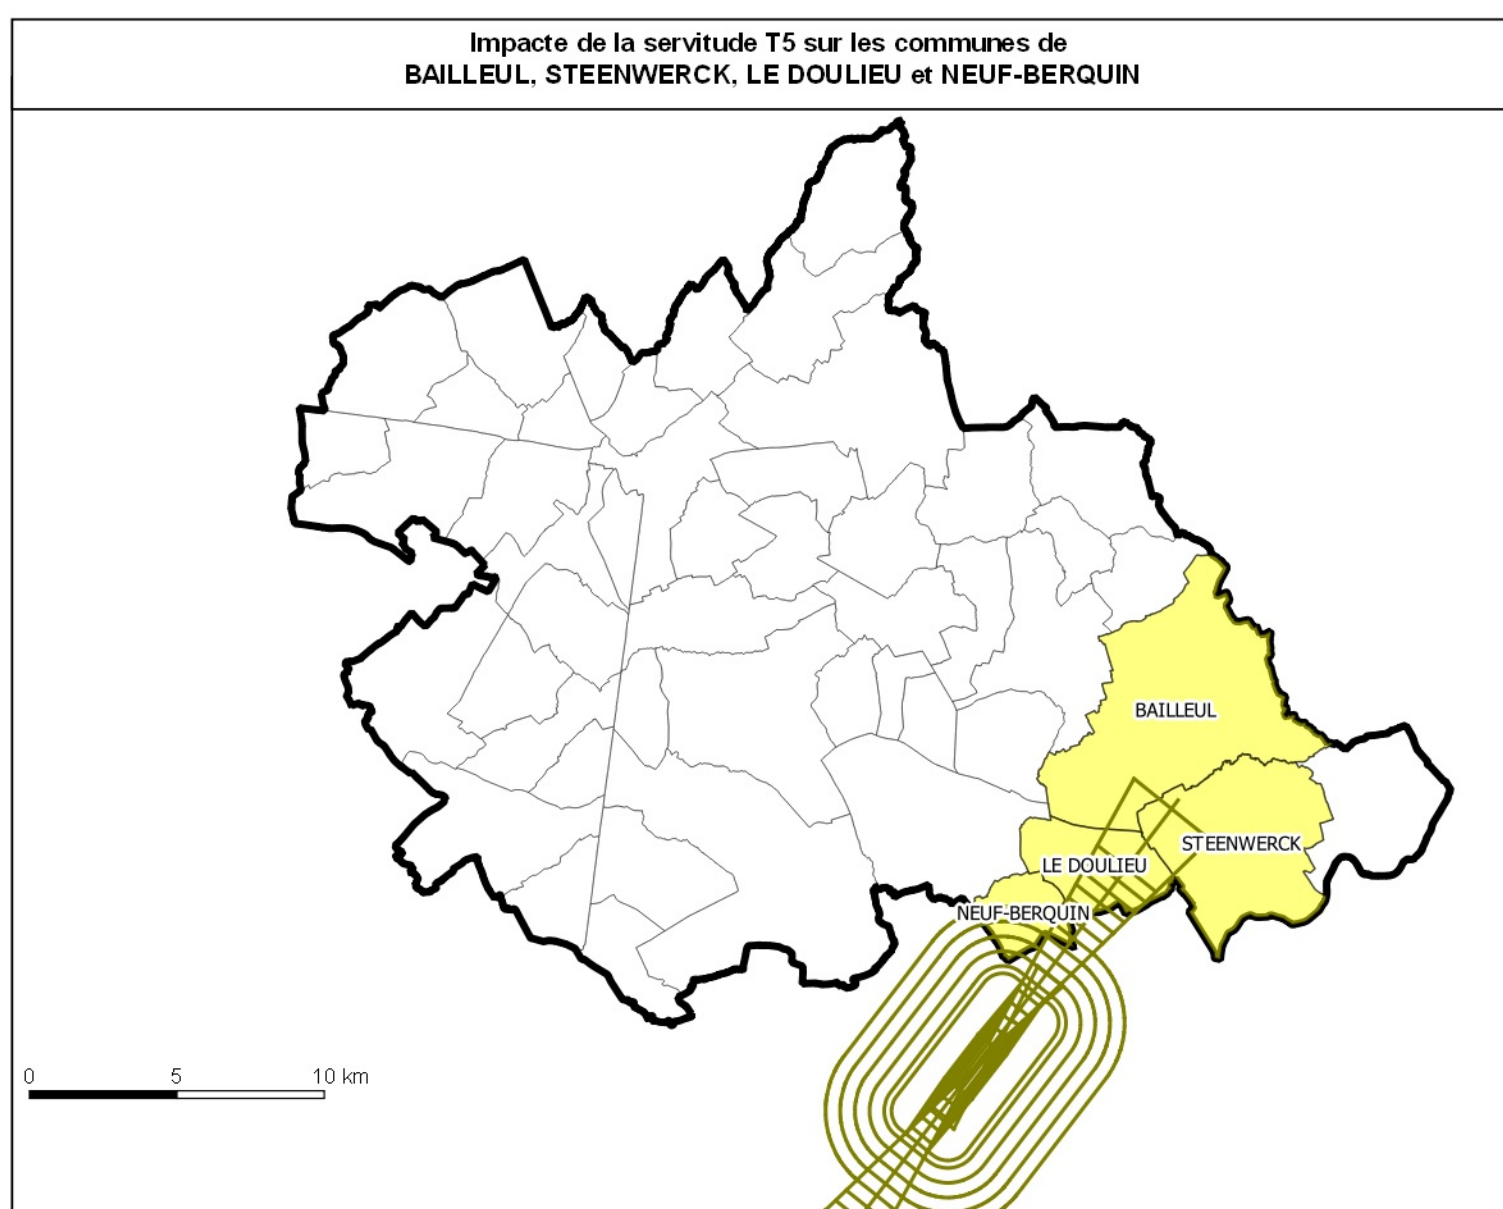 Impacte de la servitude T5 sur les communes de
BAILLEUL, STEENWERCK, LE DOULIEU et NEUF-BERQUIN
BAILLEUL
STEENWERCK
LE DOULIEU
NEUF-BERQUIN
0 5 10 km